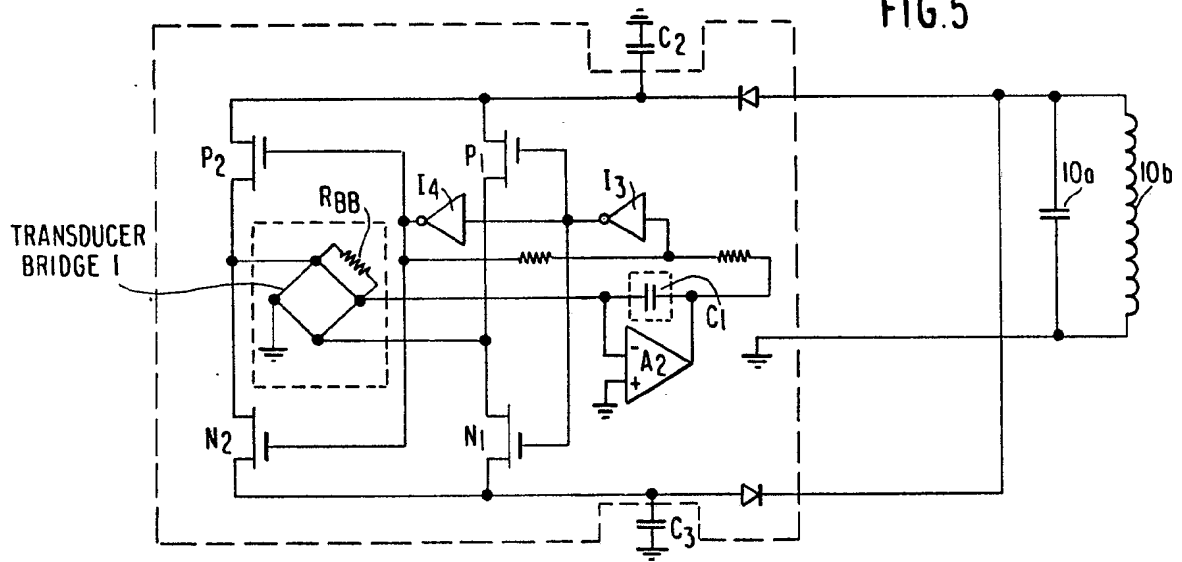 FIG.5
C2
P2
P1
I4
I3
10a
10b
RBB
TRANSDUCER
BRIDGE 1
C1
-
A2
+
N2
N1
C3